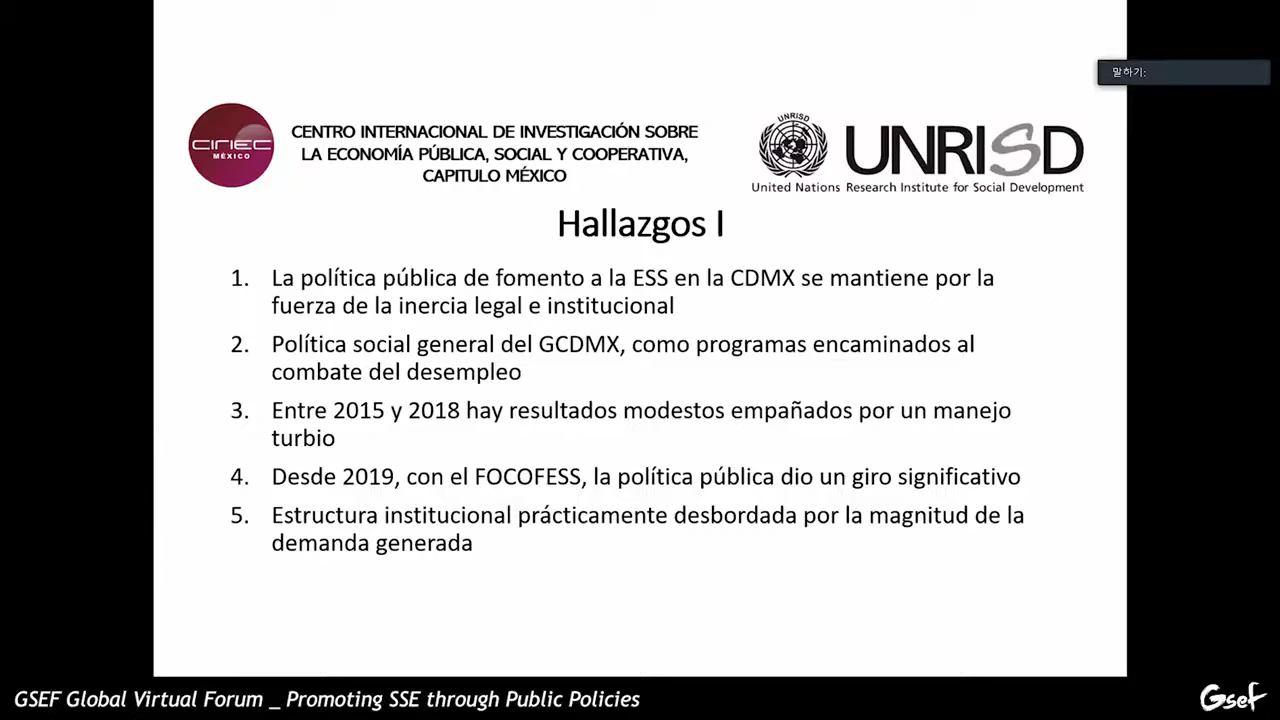 말하기:
CIRIEC
MÉXICO
CENTRO INTERNACIONAL DE INVESTIGACIÓN SOBRE
LA ECONOMÍA PÚBLICA, SOCIAL Y COOPERATIVA,
CAPITULO MÉXICO
UNRISD
UNRISD
United Nations Research Institute for Social Development
Hallazgos I
1. La política pública de fomento a la ESS en la CDMX se mantiene por la
fuerza de la inercia legal e institucional
2. Política social general del GCDMX, como programas encaminados al
combate del desempleo
3. Entre 2015 y 2018 hay resultados modestos empañados por un manejo
turbio
4. Desde 2019, con el FOCOFESS, la política pública dio un giro significativo
5. Estructura institucional prácticamente desbordada por la magnitud de la
demanda generada
GSEF Global Virtual Forum _ Promoting SSE through Public Policies
Gsef